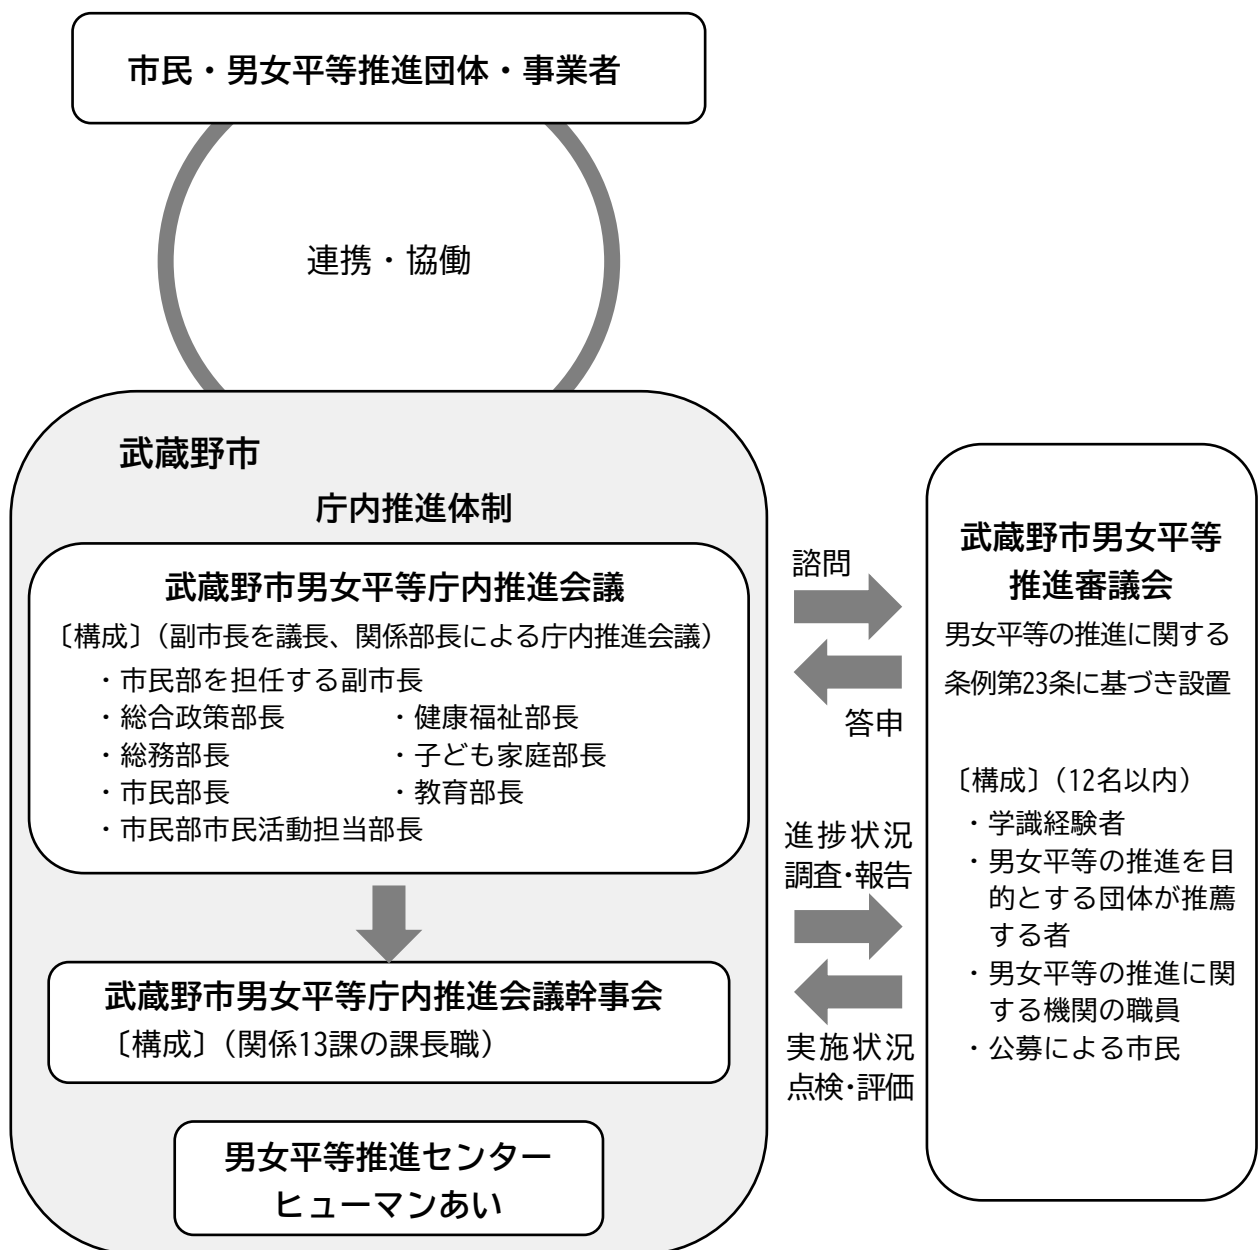 市民・男女平等推進団体・事業者
連携・協働
武蔵野市
庁内推進体制
武蔵野市男女平等庁内推進会議
〔構成〕（副市長を議長、関係部長による庁内推進会議）
・市民部を担任する副市長
・総合政策部長
・健康福祉部長
・総務部長
・子ども家庭部長
・市民部長
・教育部長
・市民部市民活動担当部長
武蔵野市男女平等庁内推進会議幹事会
〔構成〕（関係13課の課長職）
男女平等推進センター
ヒューマンあい
諮問
答申
進捗状況
調査・報告
実施状況
点検・評価
武蔵野市男女平等
推進審議会
男女平等の推進に関する
条例第23条に基づき設置
〔構成〕（12名以内）
・学識経験者
・男女平等の推進を目
的とする団体が推薦
する者
・男女平等の推進に関
する機関の職員
・公募による市民